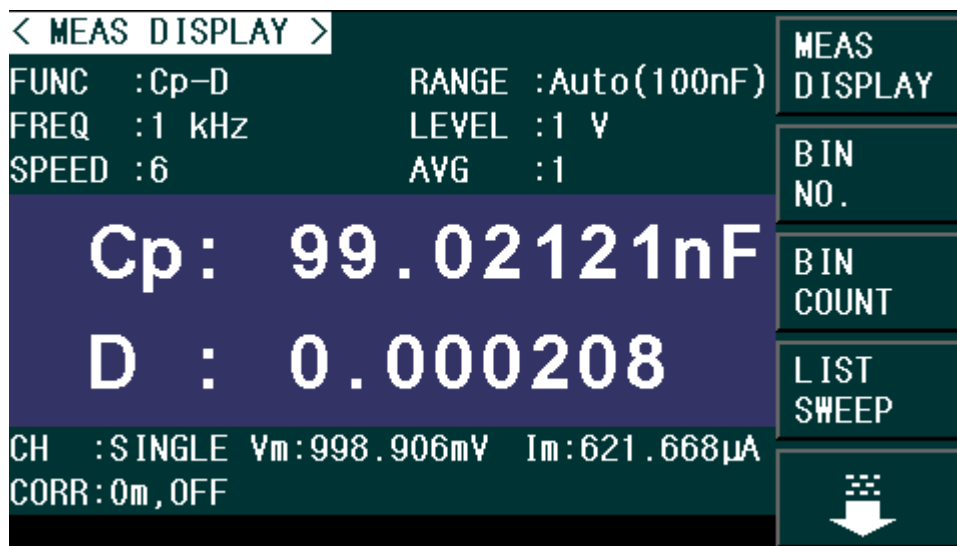 < MEAS DISPLAY >
FUNC :Cp-D RANGE :Auto(100nF)
FREQ :1 kHz LEVEL :1 V
SPEED :6 AVG :1
Cp: 99.02121nF
D : 0.000208
CH :SINGLE Vm:998.906mV Im:621.668µA
CORR:0m,OFF
MEAS
DISPLAY
BIN
NO.
BIN
COUNT
LIST
SWEEP